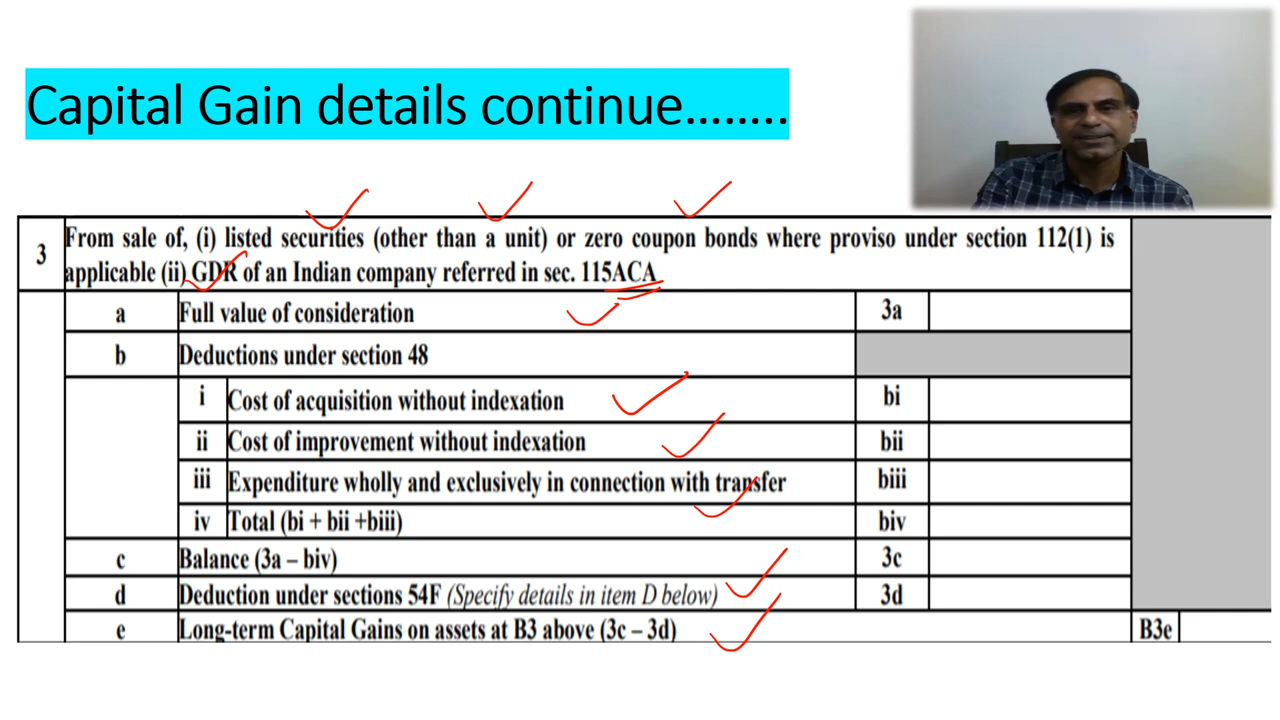 Capital Gain details continue……..
3 From sale of, (i) listed securities (other than a unit) or zero coupon bonds where proviso under section 112(1) is
applicable (ii) GDR of an Indian company referred in sec. 115ACA
a Full value of consideration 3a
b Deductions under section 48
i Cost of acquisition without indexation bi
ii Cost of improvement without indexation bii
iii Expenditure wholly and exclusively in connection with transfer biii
iv Total (bi + bii +biii) biv
c Balance (3a – biv) 3c
d Deduction under sections 54F (Specify details in item D below) 3d
e Long-term Capital Gains on assets at B3 above (3c – 3d) B3e